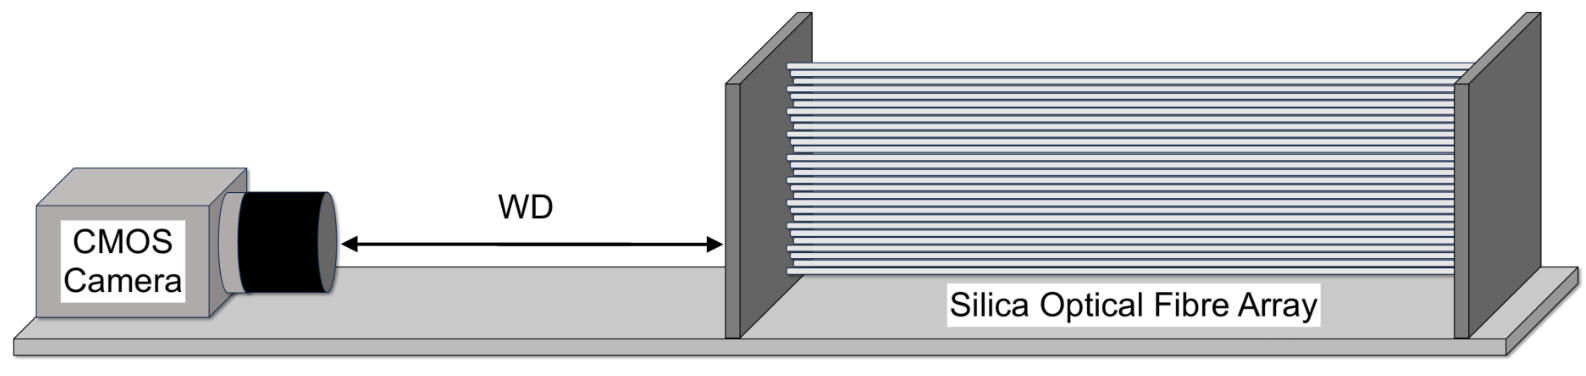 WD
CMOS
Camera
Silica Optical Fibre Array